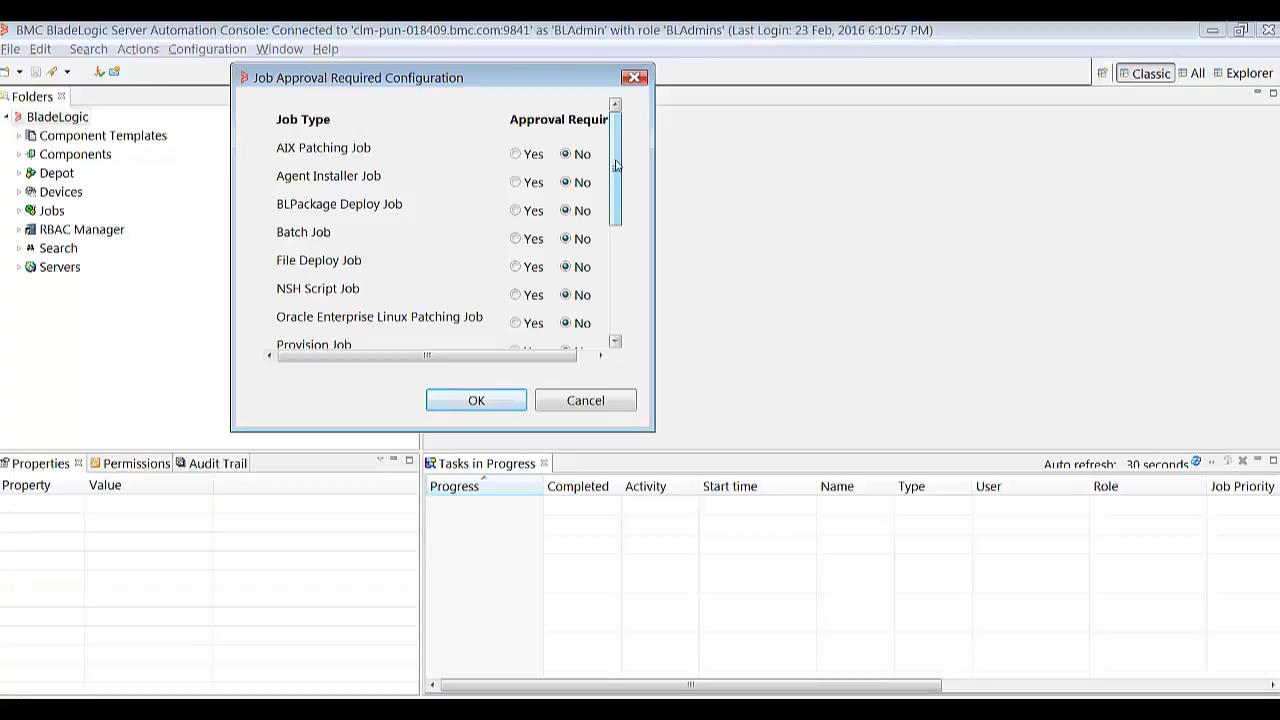 BMC BladeLogic Server Automation Console: Connected to 'clm-pun-018409.bmc.com:9841' as 'BLAdmin' with role 'BLAdmins' (Last Login: 23 Feb, 2016 6:10:57 PM)
File Edit Search Actions Configuration Window Help
Classic All Explorer
Folders
BladeLogic
Component Templates
Components
Depot
Devices
Jobs
RBAC Manager
Search
Servers
Job Approval Required Configuration
Job Type Approval Requir
AIX Patching Job Yes No
Agent Installer Job Yes No
BLPackage Deploy Job Yes No
Batch Job Yes No
File Deploy Job Yes No
NSH Script Job Yes No
Oracle Enterprise Linux Patching Job Yes No
Provision Job
OK Cancel
Properties Permissions Audit Trail
Property Value
Tasks in Progress Auto refresh: 30 seconds
Progress Completed Activity Start time Name Type User Role Job Priority